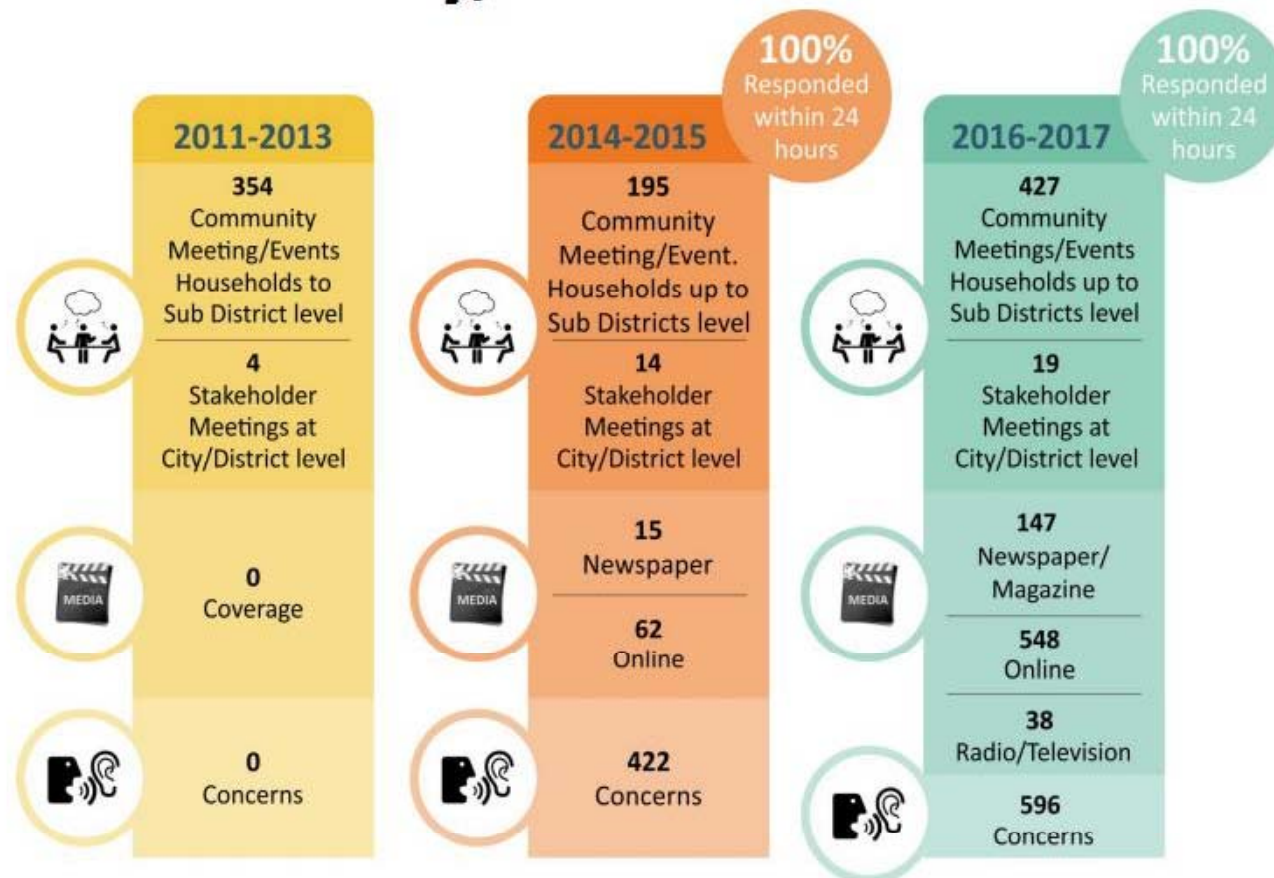 100%
Responded
within 24
hours
100%
Responded
within 24
hours
2011-2013
354
Community
Meeting/Events
Households to
Sub District level
4
Stakeholder
Meetings at
City/District level
MEDIA
0
Coverage
0
Concerns
2014-2015
195
Community
Meeting/Event.
Households up to
Sub Districts level
14
Stakeholder
Meetings at
City/District level
MEDIA
15
Newspaper
62
Online
422
Concerns
2016-2017
427
Community
Meetings/Events
Households up to
Sub Districts level
19
Stakeholder
Meetings at
City/District level
MEDIA
147
Newspaper/
Magazine
548
Online
38
Radio/Television
596
Concerns